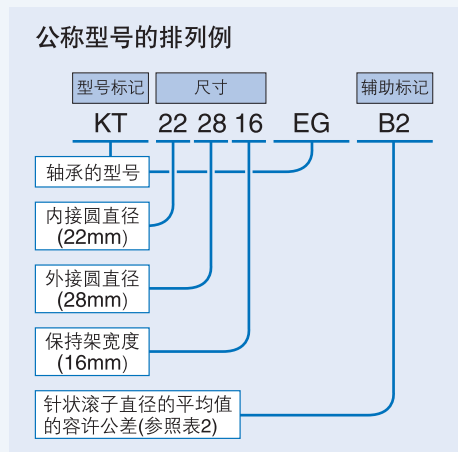 公称型号的排列例
型号标记 尺寸 辅助标记
KT 22 28 16 EG B2
轴承的型号
内接圆直径
(22mm)
外接圆直径
(28mm)
保持架宽度
(16mm)
针状滚子直径的平均值
的容许公差(参照表2)